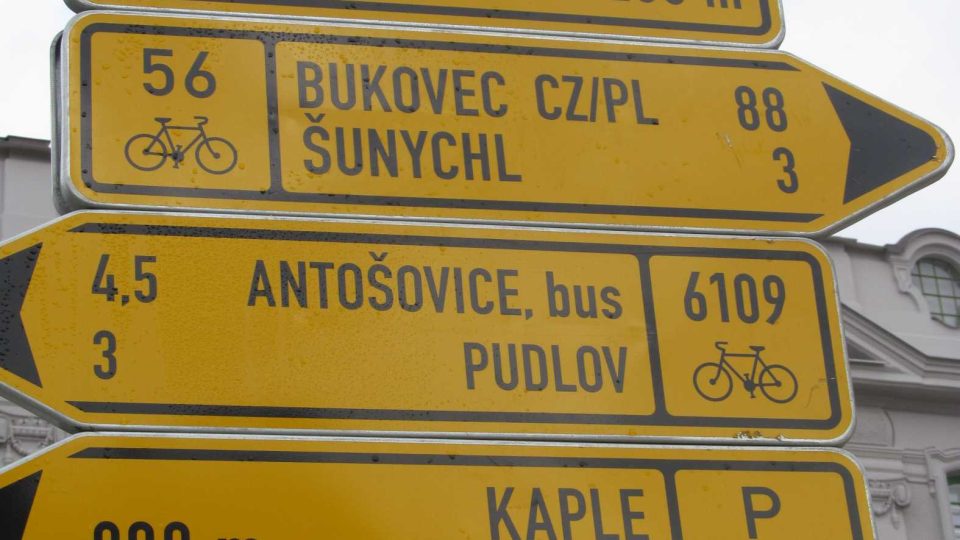 m
56
BUKOVEC CZ/PL 88
ŠUNYCHL 3
4,5 ANTOŠOVICE, bus 6109
3 PUDLOV
KAPLE P
m